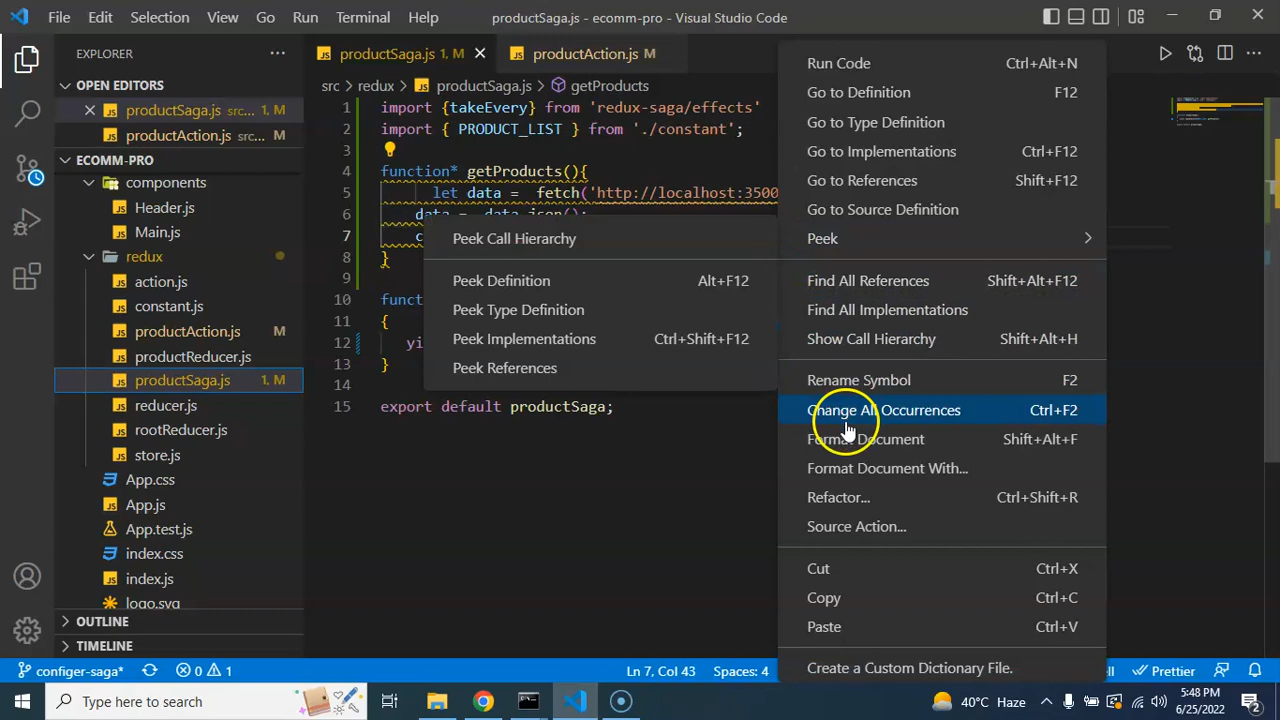 File Edit Selection View Go Run Terminal Help productSaga.js - ecomm-pro - Visual Studio Code
EXPLORER
OPEN EDITORS
productSaga.js src... 1, M
productAction.js src... M
ECOMM-PRO
components
Header.js
Main.js
redux
action.js
constant.js
productAction.js M
productReducer.js
productSaga.js 1, M
reducer.js
rootReducer.js
store.js
App.css
App.js
App.test.js
index.css
index.js
logo.svg
OUTLINE
TIMELINE
productSaga.js 1, M productAction.js M
src > redux > productSaga.js > getProducts
1 import {takeEvery} from 'redux-saga/effects'
2 import { PRODUCT_LIST } from './constant';
3
4 function* getProducts(){
5 let data = fetch('http://localhost:3500
6 data = data.json();
7 c
8 }
9
10 func
11 {
12 yi
13 }
14
15 export default productSaga;
Peek Call Hierarchy
Peek Definition Alt+F12
Peek Type Definition
Peek Implementations Ctrl+Shift+F12
Peek References
Run Code Ctrl+Alt+N
Go to Definition F12
Go to Type Definition
Go to Implementations Ctrl+F12
Go to References Shift+F12
Go to Source Definition
Peek
Find All References Shift+Alt+F12
Find All Implementations
Show Call Hierarchy Shift+Alt+H
Rename Symbol F2
Change All Occurrences Ctrl+F2
Format Document Shift+Alt+F
Format Document With...
Refactor... Ctrl+Shift+R
Source Action...
Cut Ctrl+X
Copy Ctrl+C
Paste Ctrl+V
Create a Custom Dictionary File.
configer-saga* 0 1 Ln 7, Col 43 Spaces: 4 Prettier
Type here to search 40°C Haze 5:48 PM
6/25/2022 2